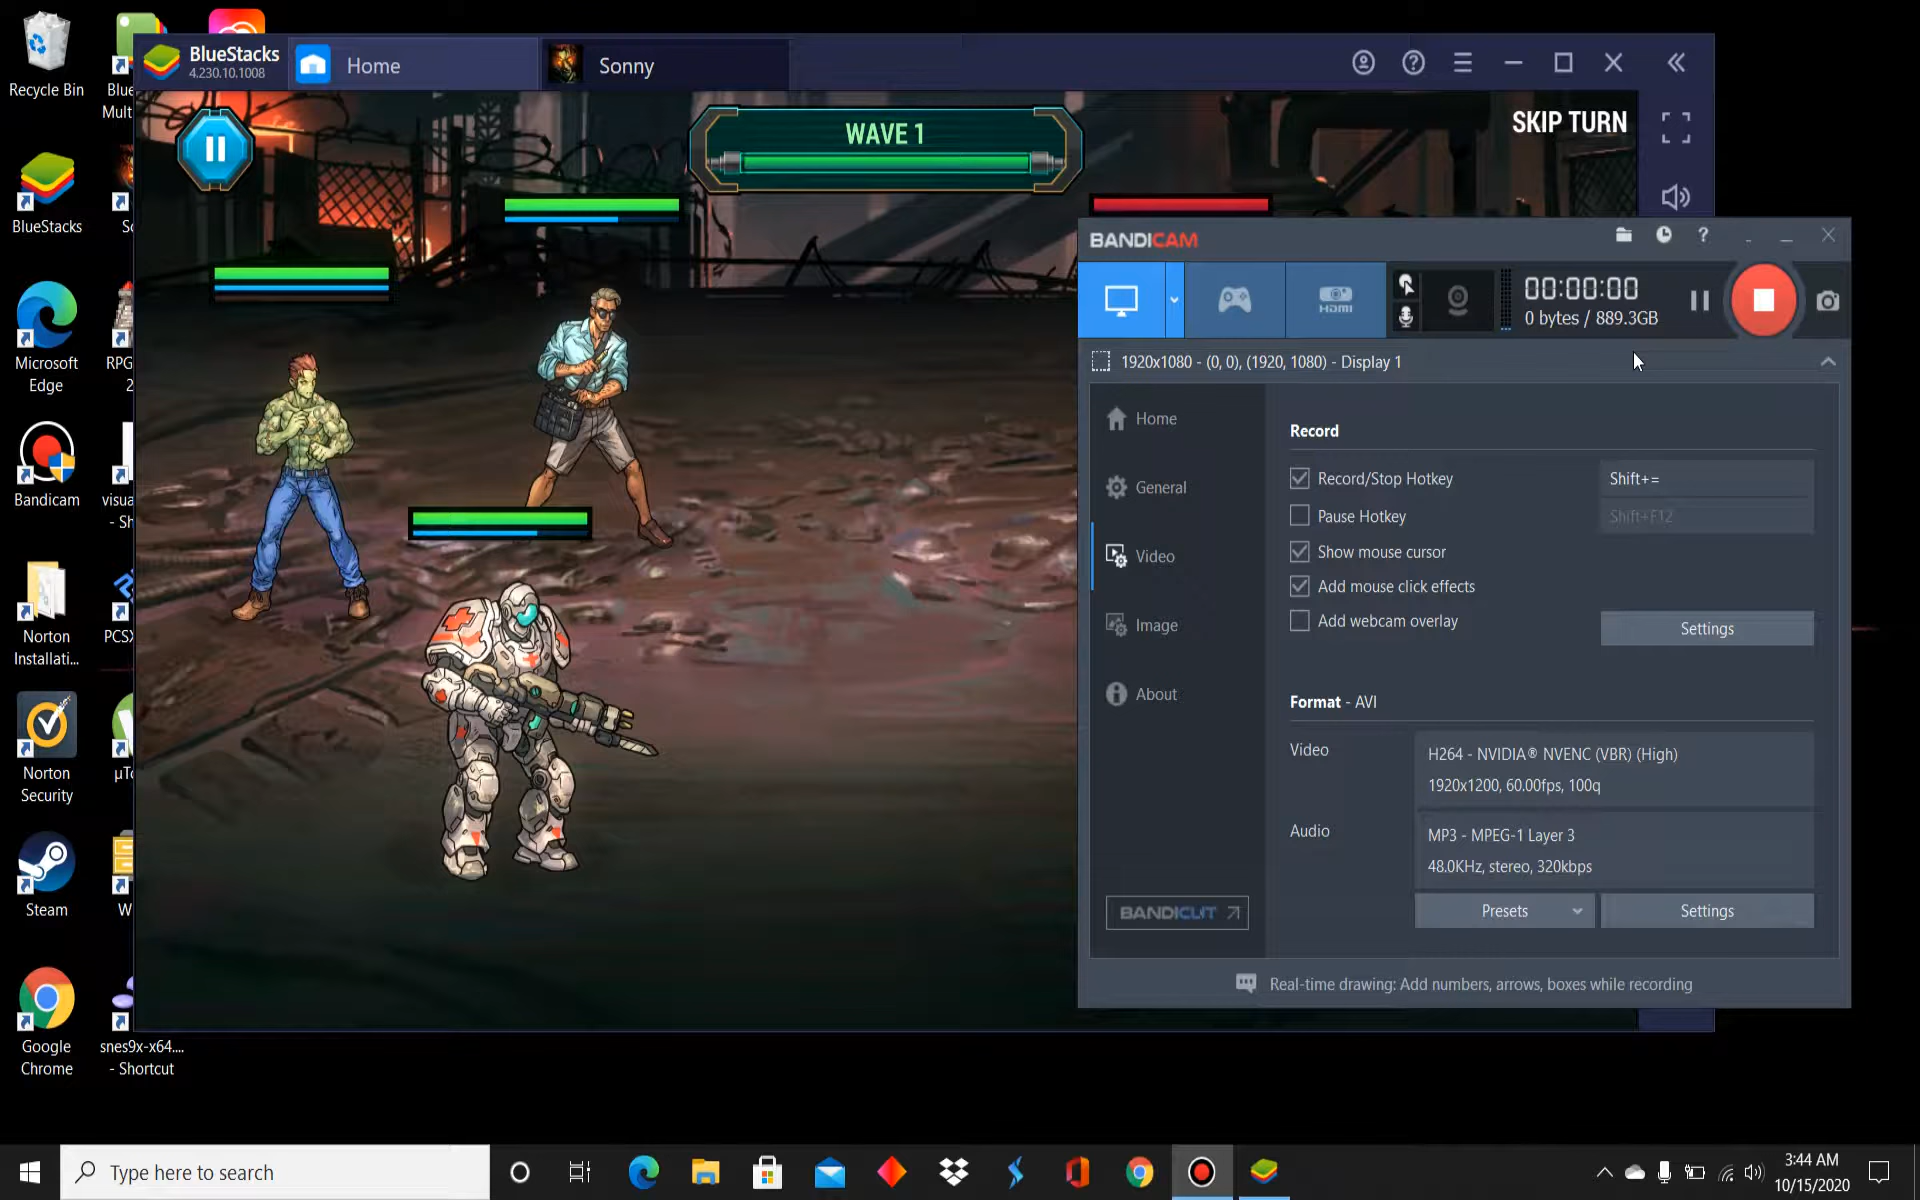 BlueStacks
4.230.10.1008
Home
Sonny
WAVE 1
SKIP TURN
Recycle Bin
Blue
Mult
BlueStacks
Microsoft
Edge
RPG
2
Bandicam
visua
- Sh
Norton
Installati...
PCSX
Norton
Security
µTo
Steam
W
Google
Chrome
snes9x-x64....
- Shortcut
BANDICAM
HDMI
00:00:00
0 bytes / 889.3GB
1920x1080 - (0, 0), (1920, 1080) - Display 1
Home
General
Video
Image
About
BANDICUT
Record
Record/Stop Hotkey
Shift+=
Pause Hotkey
Shift+F12
Show mouse cursor
Add mouse click effects
Add webcam overlay
Settings
Format - AVI
Video
H264 - NVIDIA® NVENC (VBR) (High)
1920x1200, 60.00fps, 100q
Audio
MP3 - MPEG-1 Layer 3
48.0KHz, stereo, 320kbps
Presets
Settings
Real-time drawing: Add numbers, arrows, boxes while recording
Type here to search
3:44 AM
10/15/2020